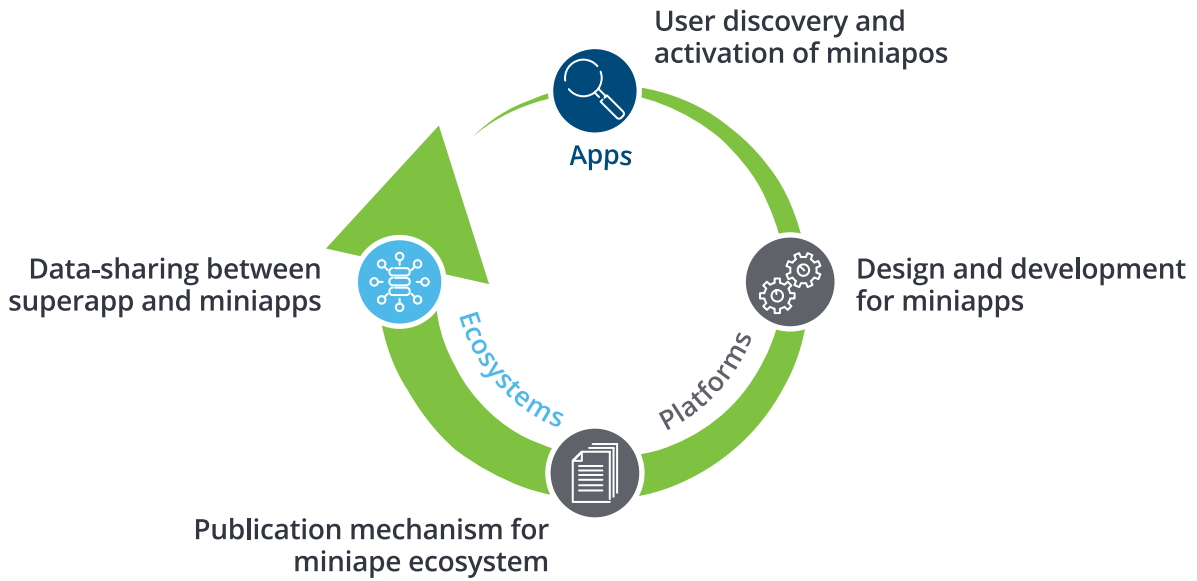 User discovery and
activation of miniapos
Apps
Data-sharing between
superapp and miniapps
Design and development
for miniapps
Ecosystems
Platforms
Publication mechanism for
miniape ecosystem